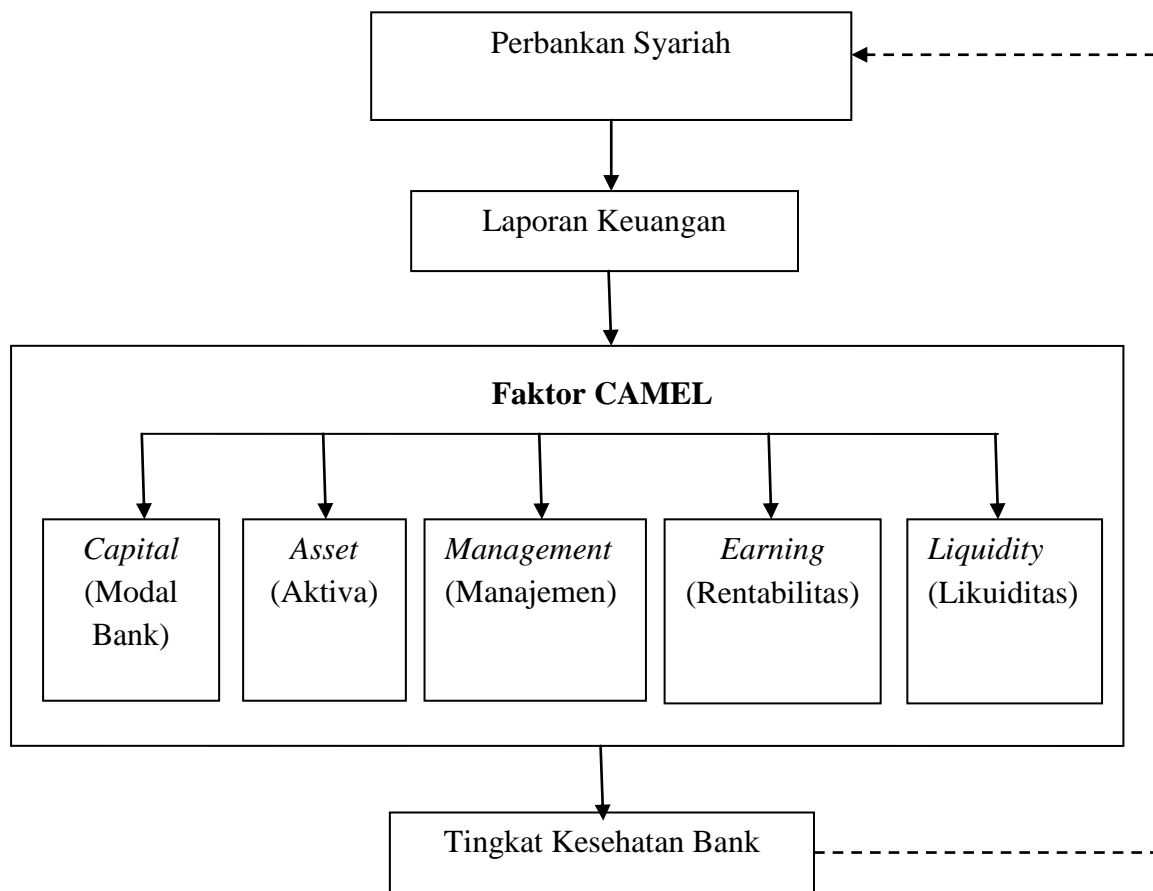 Perbankan Syariah
Laporan Keuangan
Faktor CAMEL
Capital
(Modal
Bank)
Asset
(Aktiva)
Management
(Manajemen)
Earning
(Rentabilitas)
Liquidity
(Likuiditas)
Tingkat Kesehatan Bank